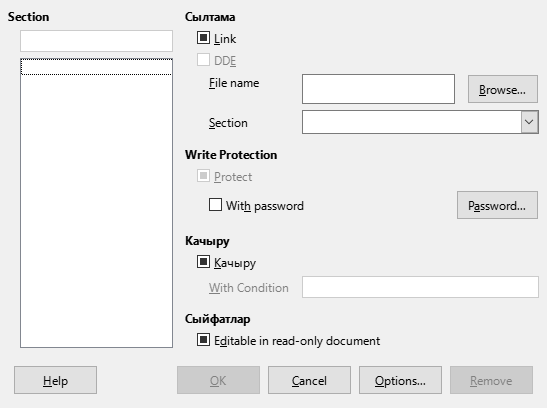 Section
Сылтама
Link
DDE
File name
Browse...
Section
Write Protection
Protect
With password
Password...
Качыру
Качыру
With Condition
Сыйфатлар
Editable in read-only document
Help
OK
Cancel
Options...
Remove